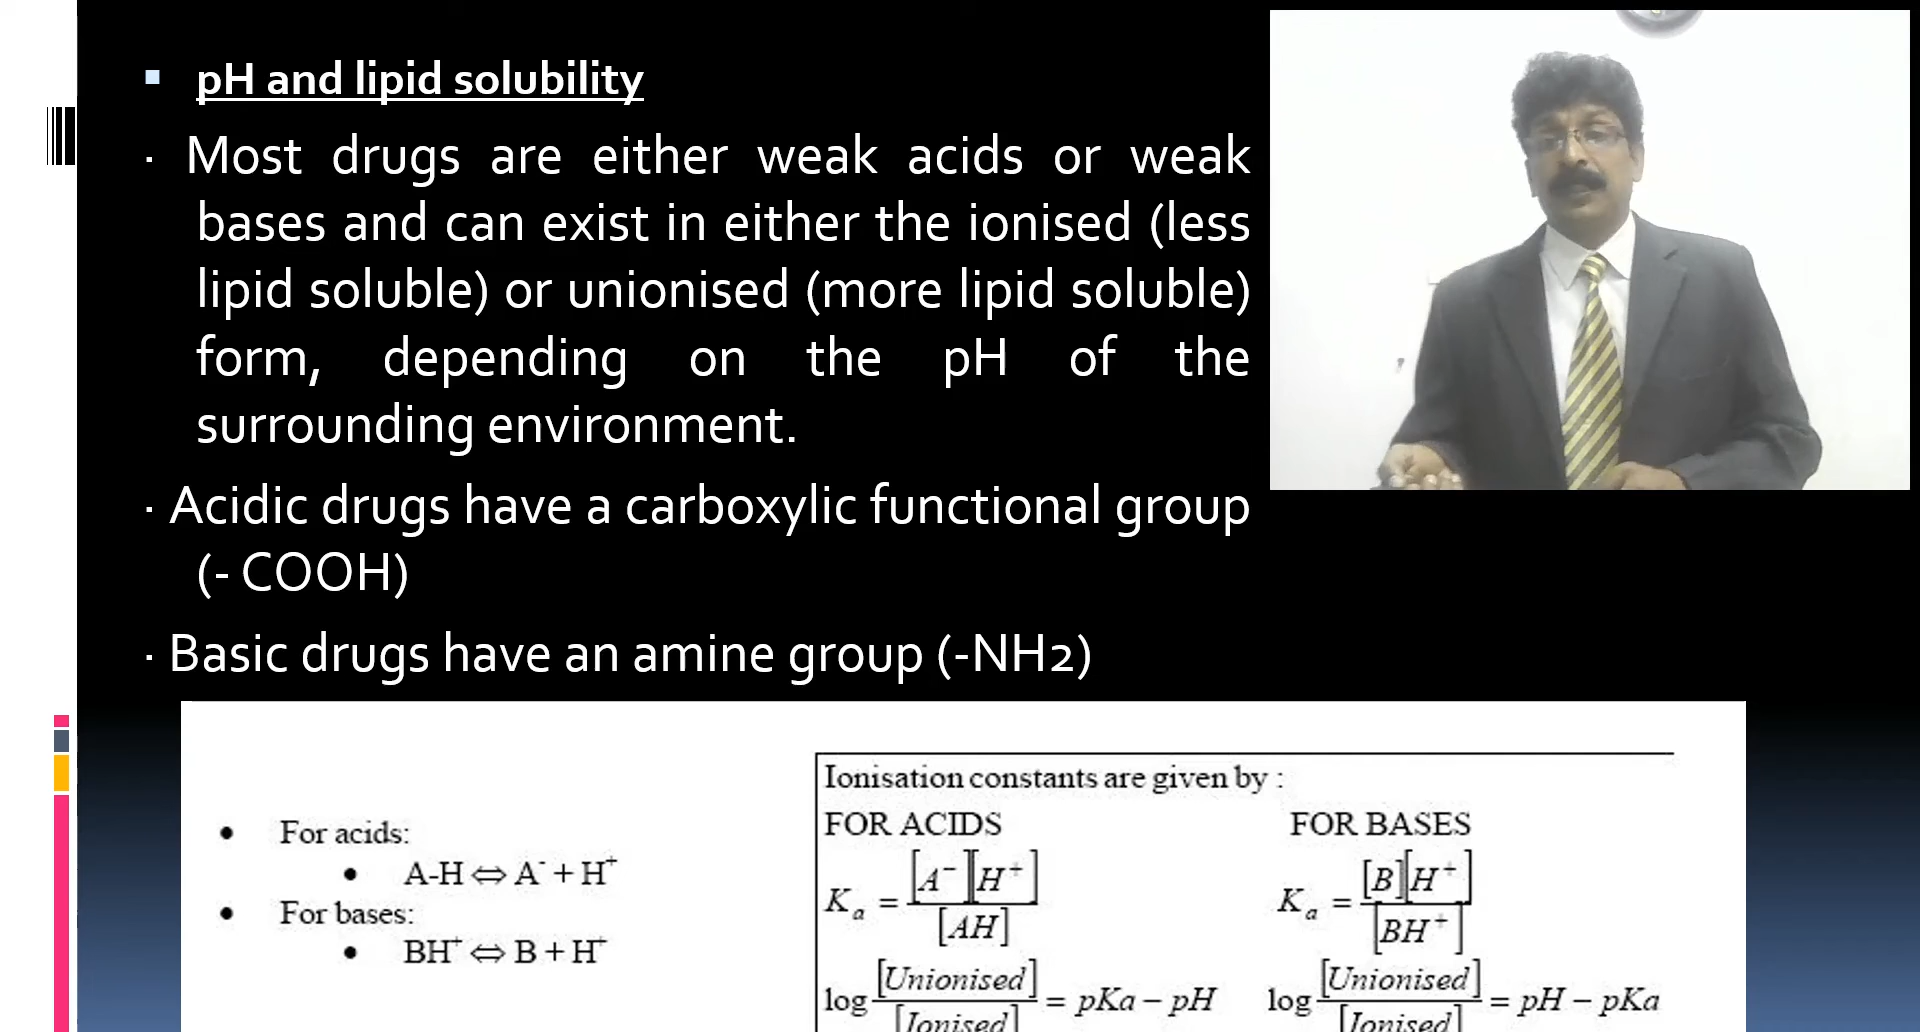 pH and lipid solubility
· Most drugs are either weak acids or weak
bases and can exist in either the ionised (less
lipid soluble) or unionised (more lipid soluble)
form, depending on the pH of the
surrounding environment.
· Acidic drugs have a carboxylic functional group
(- COOH)
· Basic drugs have an amine group (-NH2)
• For acids:
• A-H ⇔ A⁻ + H⁺
• For bases:
• BH⁺ ⇔ B + H⁺
Ionisation constants are given by :
FOR ACIDS FOR BASES
K_a = [A⁻][H⁺] / [AH] K_a = [B][H⁺] / [BH⁺]
log [Unionised] / [Ionised] = pKa − pH log [Unionised] / [Ionised] = pH − pKa